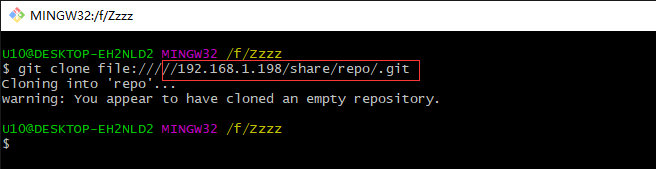 MINGW32:/f/Zzzz
U10@DESKTOP-EH2NLD2 MINGW32 /f/Zzzz
$ git clone file://///192.168.1.198/share/repo/.git
Cloning into 'repo'...
warning: You appear to have cloned an empty repository.
U10@DESKTOP-EH2NLD2 MINGW32 /f/Zzzz
$